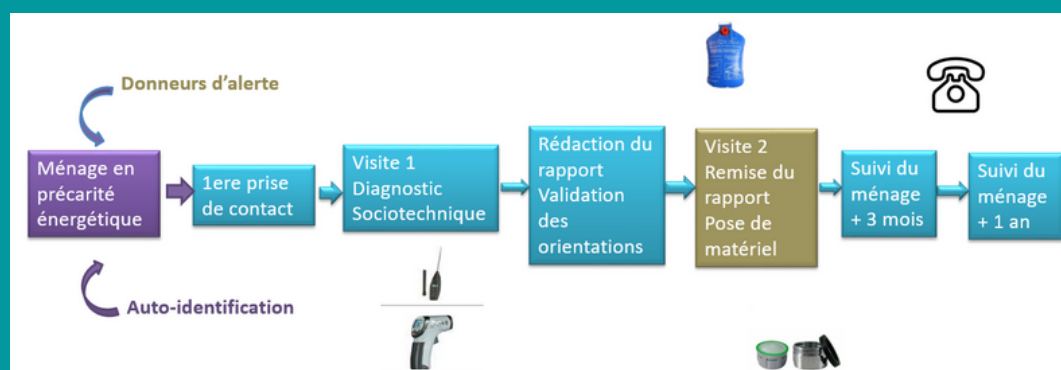 Donneurs d'alerte
Ménage en
précarité
énergétique
Auto-identification
1ere prise
de contact
Visite 1
Diagnostic
Sociotechnique
Rédaction du
rapport
Validation
des
orientations
Visite 2
Remise du
rapport
Pose de
matériel
Suivi du
ménage
+ 3 mois
Suivi du
ménage
+ 1 an